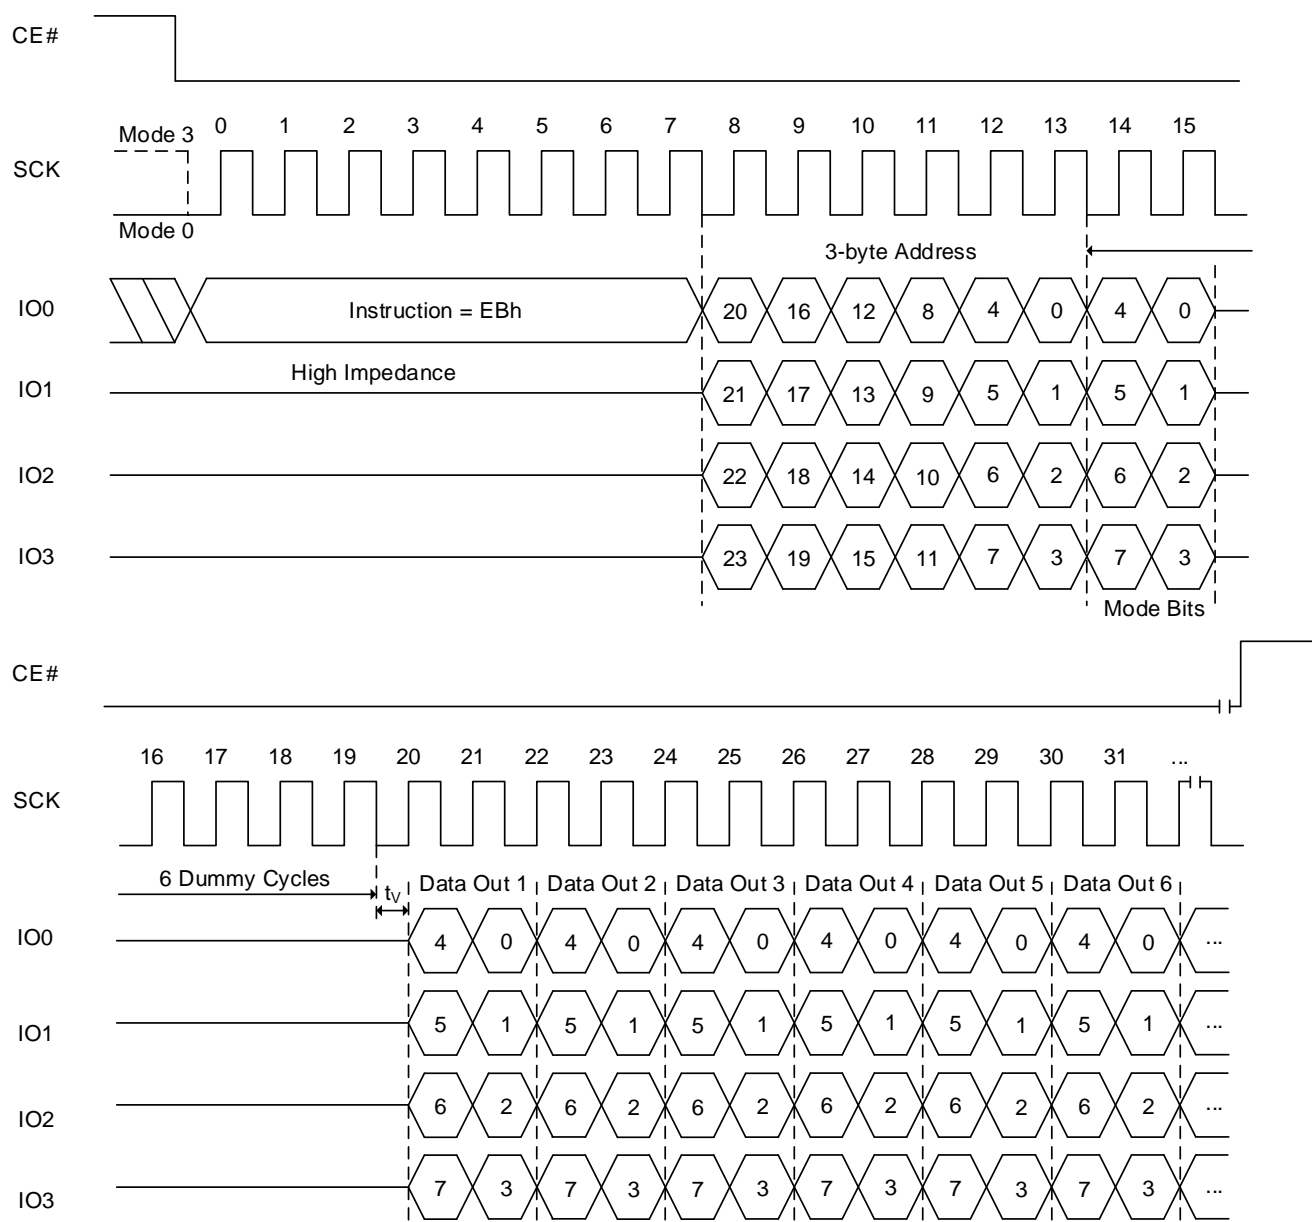 CE#
Mode 3 0 1 2 3 4 5 6 7 8 9 10 11 12 13 14 15
SCK
Mode 0
3-byte Address
IO0 Instruction = EBh 20 16 12 8 4 0 4 0
High Impedance
IO1 21 17 13 9 5 1 5 1
IO2 22 18 14 10 6 2 6 2
IO3 23 19 15 11 7 3 7 3
Mode Bits
CE#
16 17 18 19 20 21 22 23 24 25 26 27 28 29 30 31 ...
SCK
6 Dummy Cycles tV Data Out 1 Data Out 2 Data Out 3 Data Out 4 Data Out 5 Data Out 6
IO0 4 0 4 0 4 0 4 0 4 0 4 0 ...
IO1 5 1 5 1 5 1 5 1 5 1 5 1 ...
IO2 6 2 6 2 6 2 6 2 6 2 6 2 ...
IO3 7 3 7 3 7 3 7 3 7 3 7 3 ...